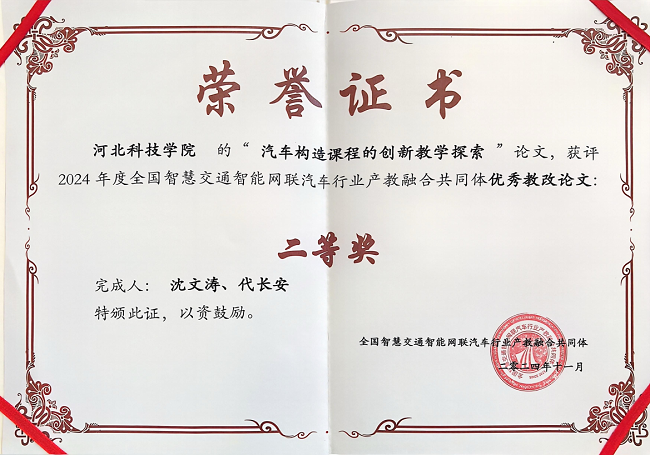 荣誉证书
河北科技学院 的“ 汽车构造课程的创新教学探索 ”论文，获评
2024年度全国智慧交通智能网联汽车行业产教融合共同体优秀教改论文：
二等奖
完成人： 沈文涛、代长安
特颁此证，以资鼓励。
全国智慧交通智能网联汽车行业产教融合共同体
二〇二四年十一月